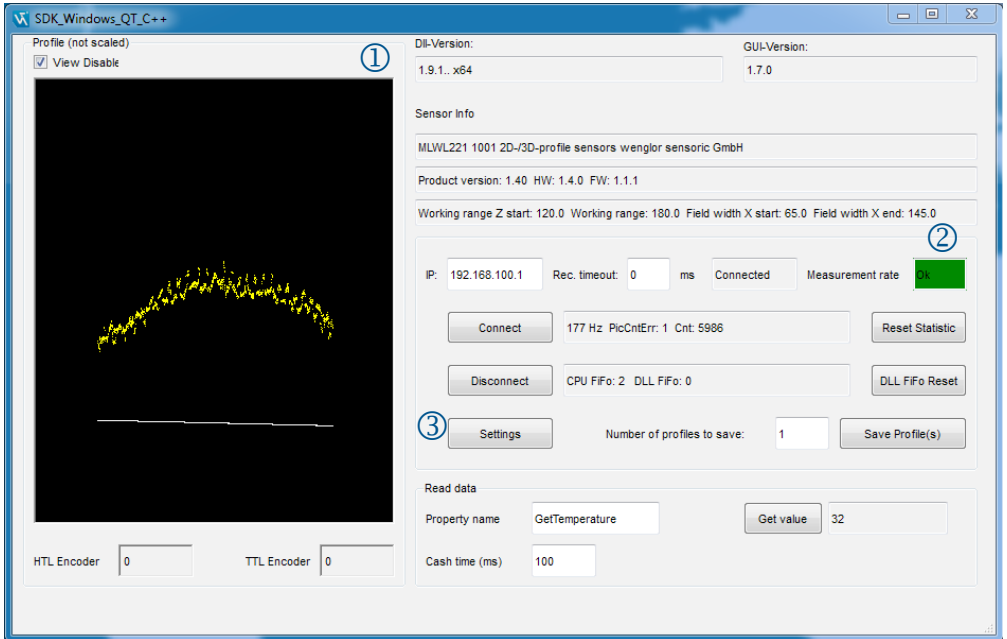 SDK_Windows_QT_C++
Profile (not scaled)
①
View Disable
HTL Encoder 0 TTL Encoder 0
Dll-Version: GUI-Version:
1.9.1.. x64 1.7.0
Sensor Info
MLWL221 1001 2D-/3D-profile sensors wenglor sensoric GmbH
Product version: 1.40 HW: 1.4.0 FW: 1.1.1
Working range Z start: 120.0 Working range: 180.0 Field width X start: 65.0 Field width X end: 145.0
②
IP: 192.168.100.1 Rec. timeout: 0 ms Connected Measurement rate Ok
Connect 177 Hz PicCntErr: 1 Cnt: 5986 Reset Statistic
Disconnect CPU FiFo: 2 DLL FiFo: 0 DLL FiFo Reset
③ Settings Number of profiles to save: 1 Save Profile(s)
Read data
Property name GetTemperature Get value 32
Cash time (ms) 100